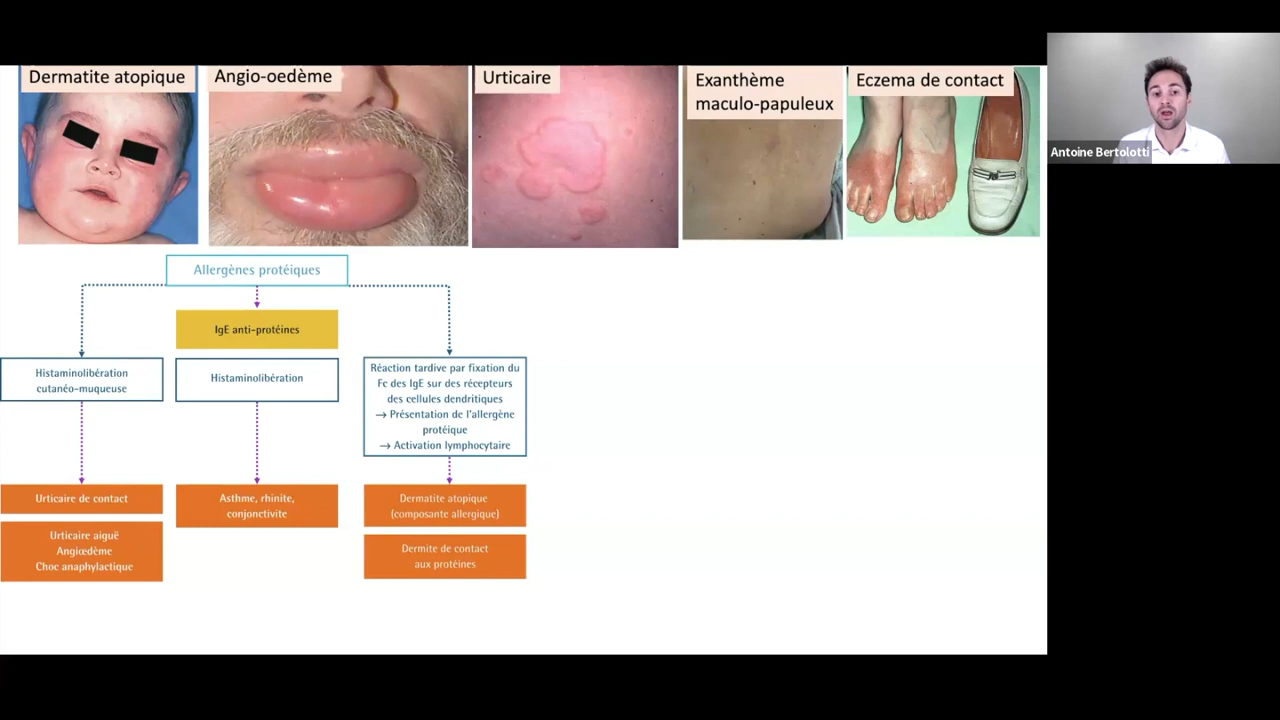 Dermatite atopique
Angio-oedème
Urticaire
Exanthème
maculo-papuleux
Eczema de contact
Antoine Bertolotti
Allergènes protéiques
IgE anti-protéines
Histaminolibération
cutanéo-muqueuse
Histaminolibération
Réaction tardive par fixation du
Fc des IgE sur des récepteurs
des cellules dendritiques
→ Présentation de l'allergène
protéique
→ Activation lymphocytaire
Urticaire de contact
Urticaire aiguë
Angiœdème
Choc anaphylactique
Asthme, rhinite,
conjonctivite
Dermatite atopique
(composante allergique)
Dermite de contact
aux protéines